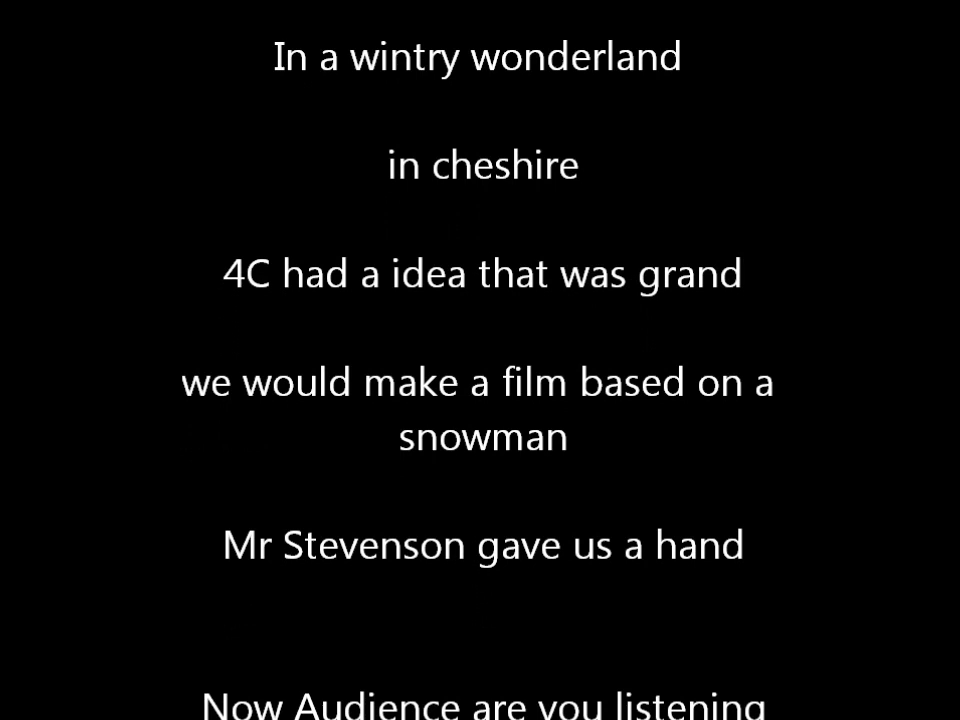 In a wintry wonderland
in cheshire
4C had a idea that was grand
we would make a film based on a
snowman
Mr Stevenson gave us a hand
Now Audience are you listening